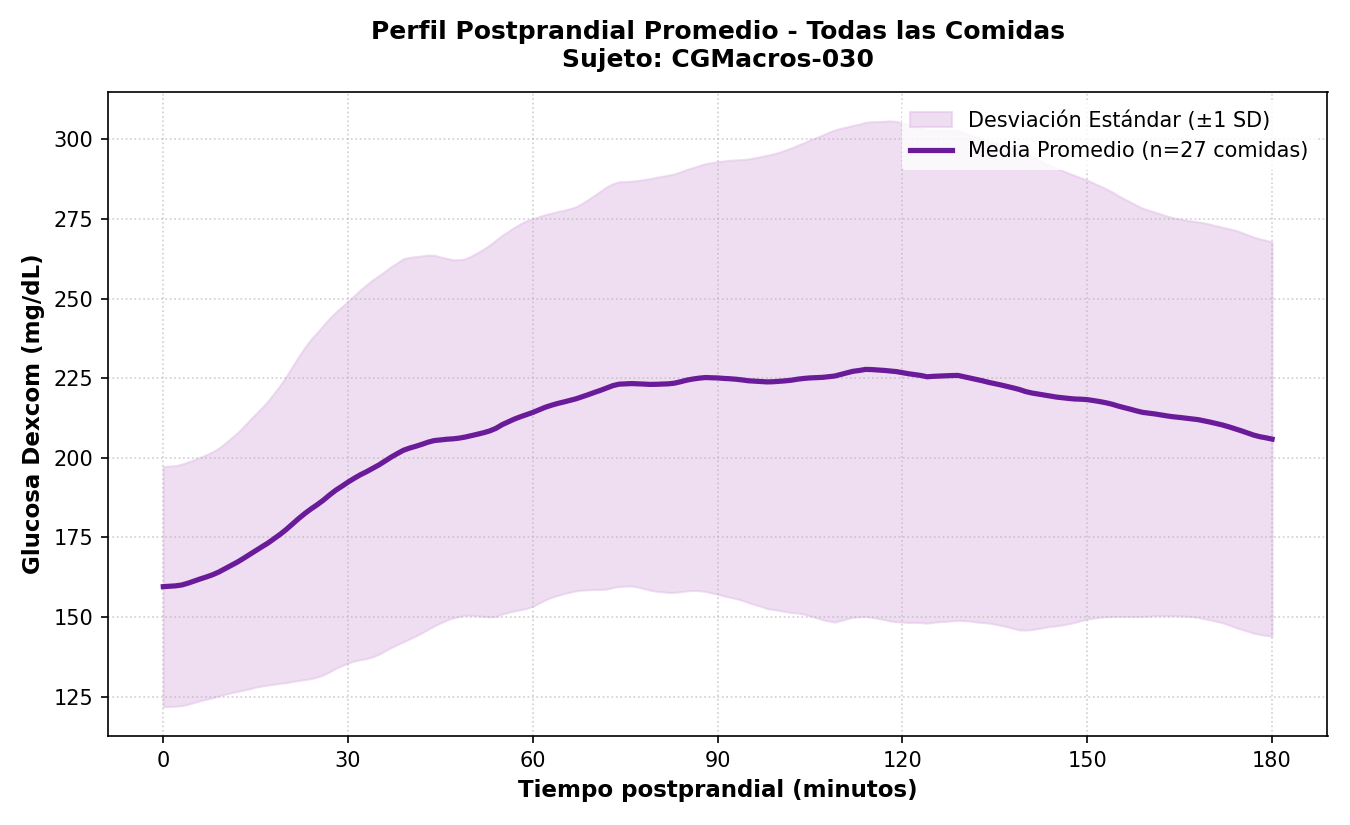 Perfil Postprandial Promedio - Todas las Comidas
Sujeto: CGMacros-030
Desviación Estándar (±1 SD)
Media Promedio (n=27 comidas)
Glucosa Dexcom (mg/dL)
300
275
250
225
200
175
150
125
0 30 60 90 120 150 180
Tiempo postprandial (minutos)